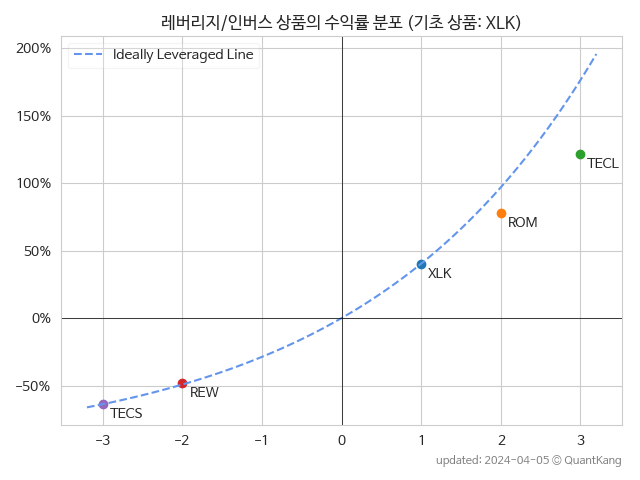 레버리지/인버스 상품의 수익률 분포 (기초 상품: XLK)
200%
150%
100%
50%
0%
−50%
Ideally Leveraged Line
TECL
ROM
XLK
REW
TECS
−3
−2
−1
0
1
2
3
updated: 2024-04-05 © QuantKang